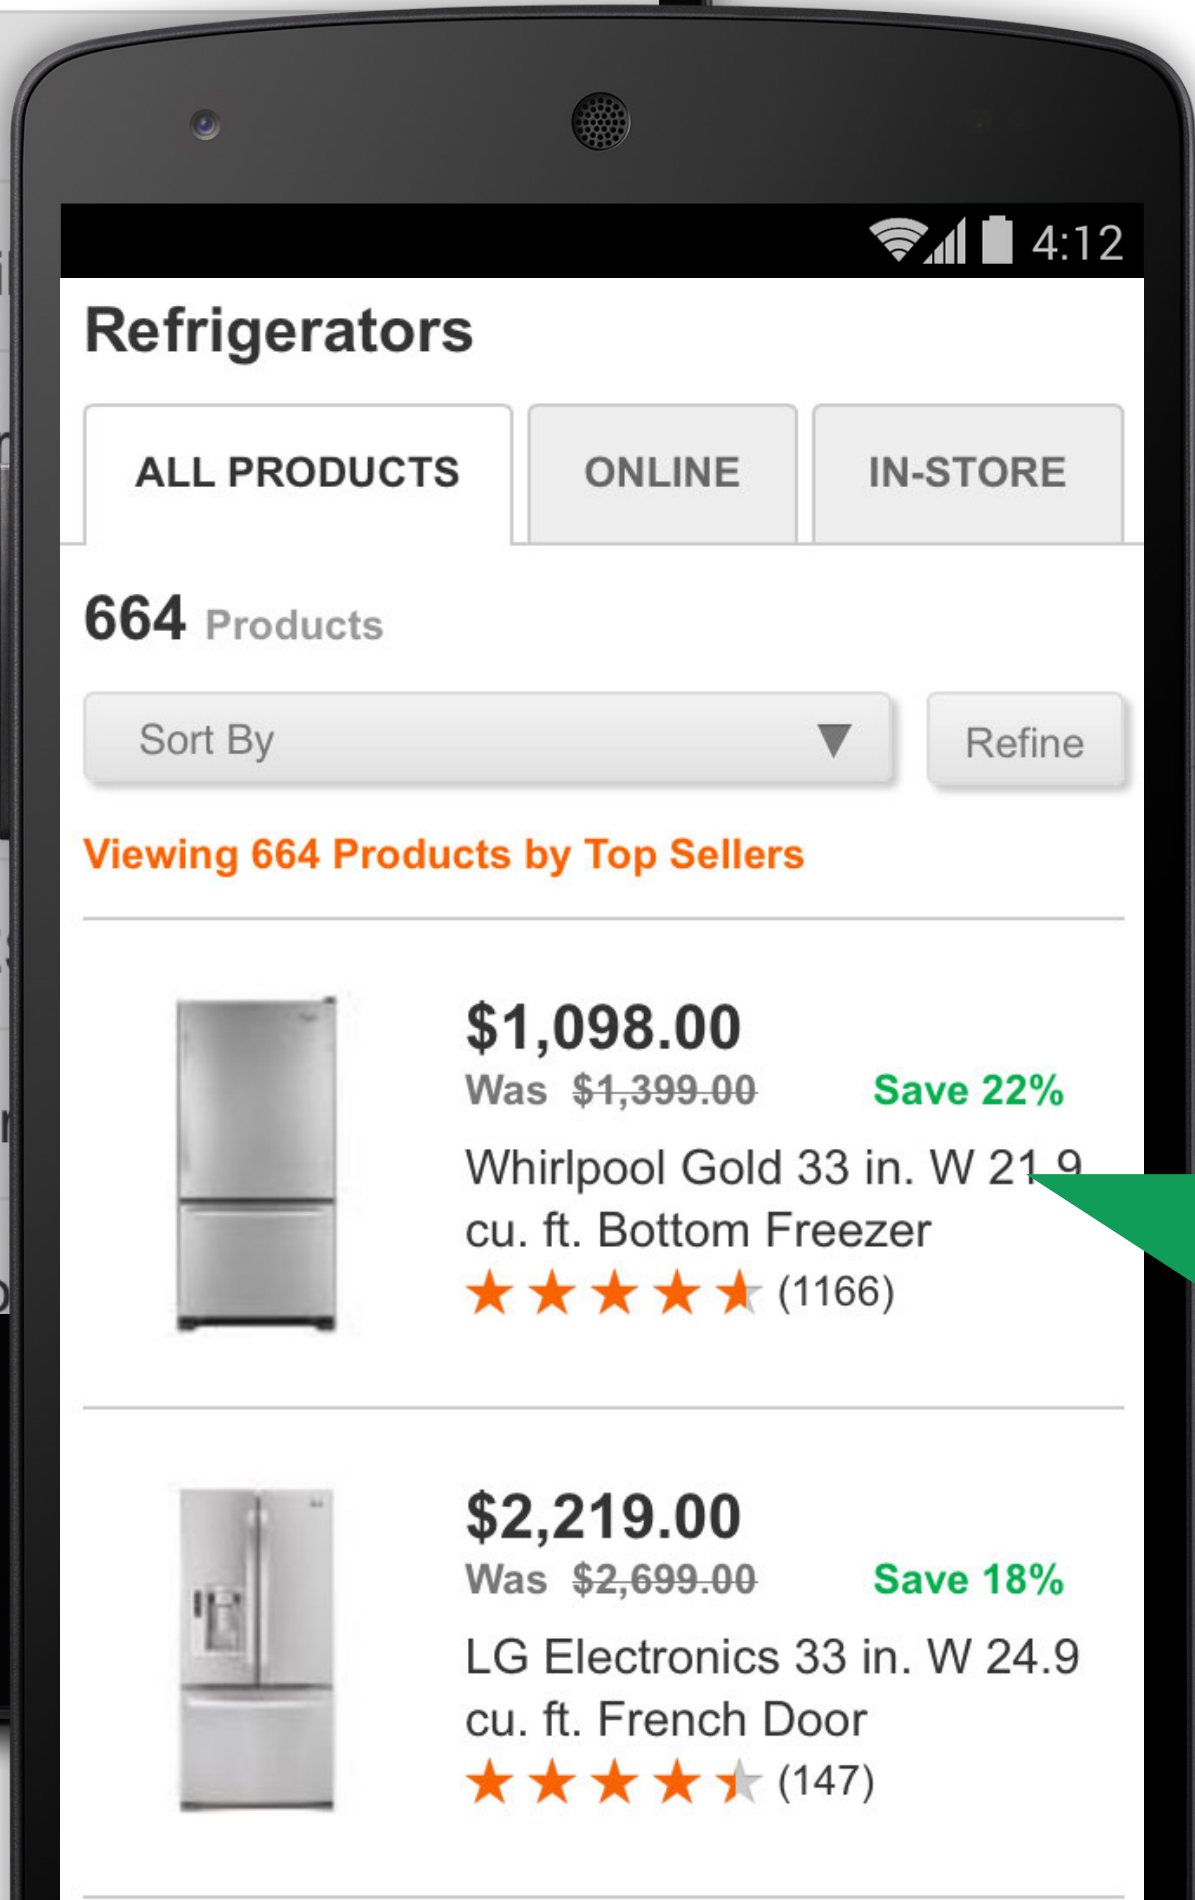 4:12
Refrigerators
ALL PRODUCTS
ONLINE
IN-STORE
664 Products
Sort By
Refine
Viewing 664 Products by Top Sellers
$1,098.00
Was $1,399.00 Save 22%
Whirlpool Gold 33 in. W 21.9
cu. ft. Bottom Freezer
(1166)
$2,219.00
Was $2,699.00 Save 18%
LG Electronics 33 in. W 24.9
cu. ft. French Door
(147)